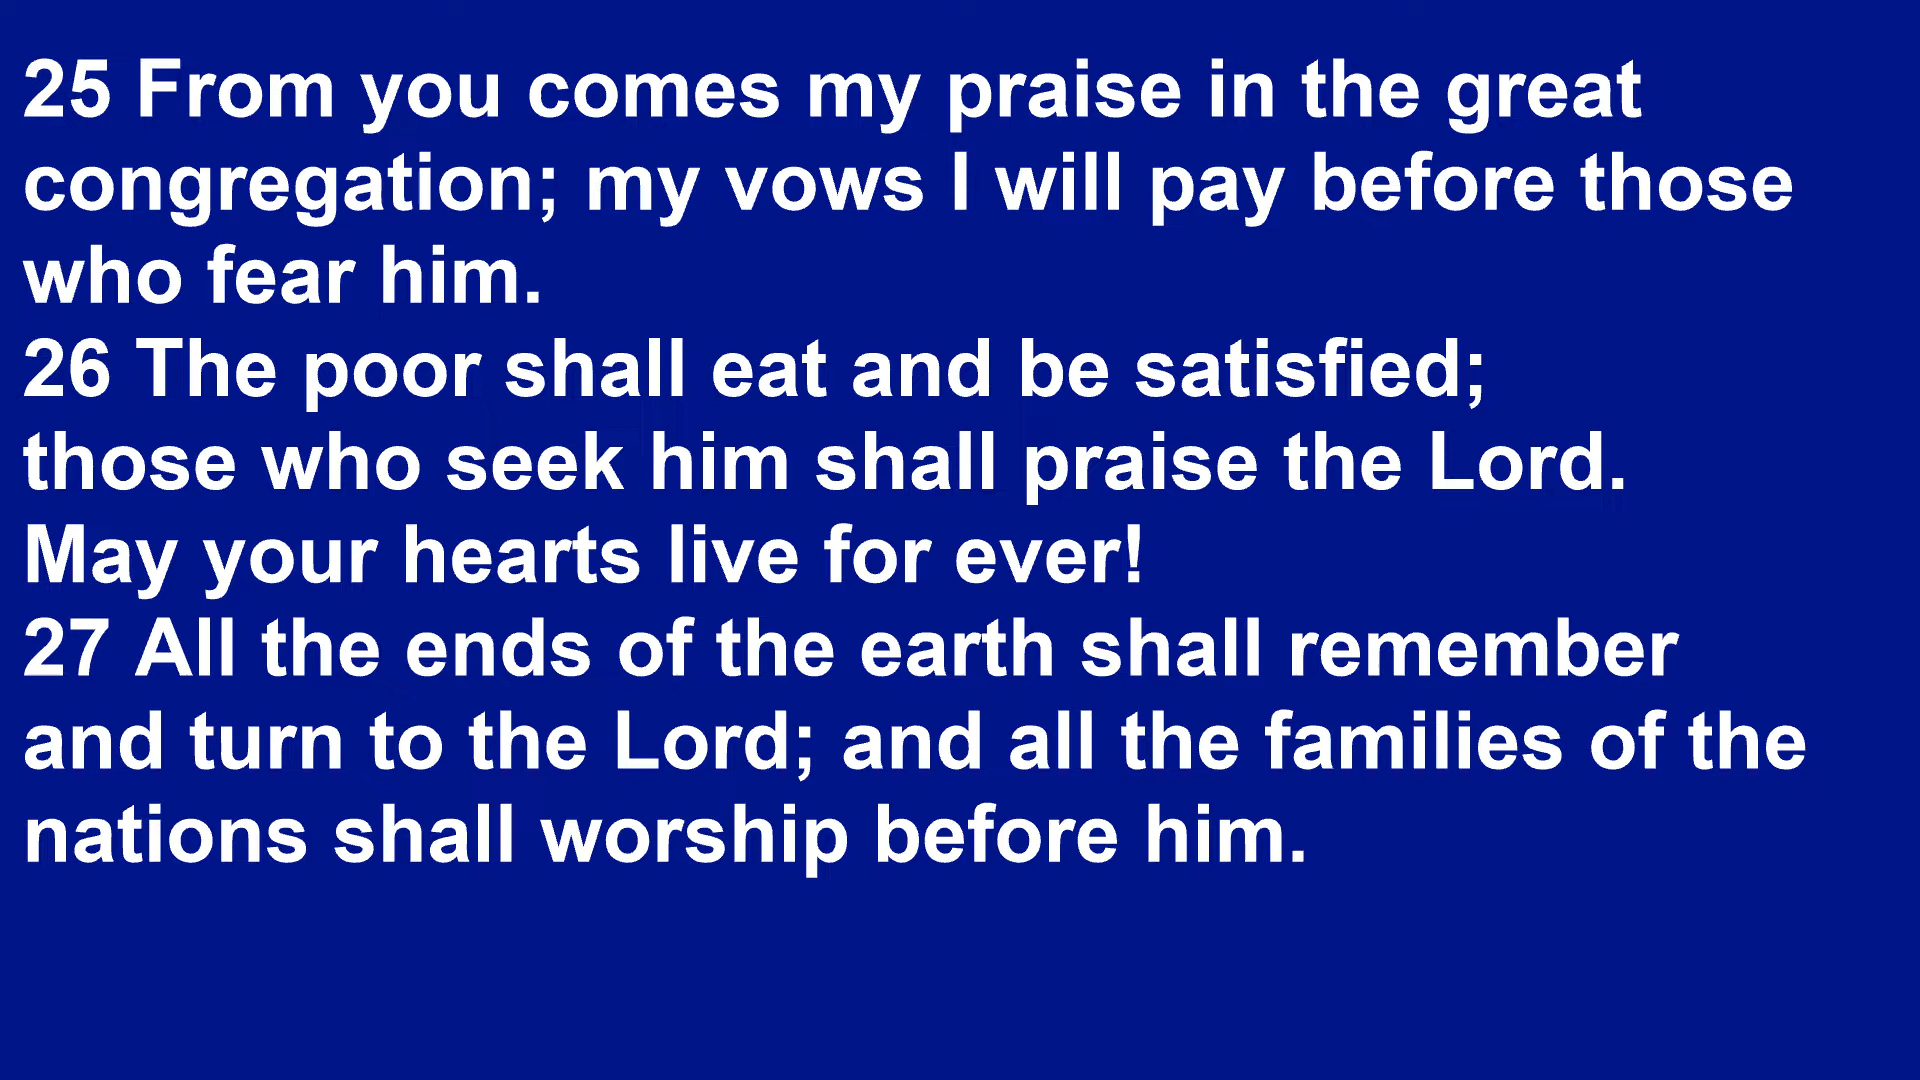 25 From you comes my praise in the great
congregation; my vows I will pay before those
who fear him.
26 The poor shall eat and be satisfied;
those who seek him shall praise the Lord.
May your hearts live for ever!
27 All the ends of the earth shall remember
and turn to the Lord; and all the families of the
nations shall worship before him.